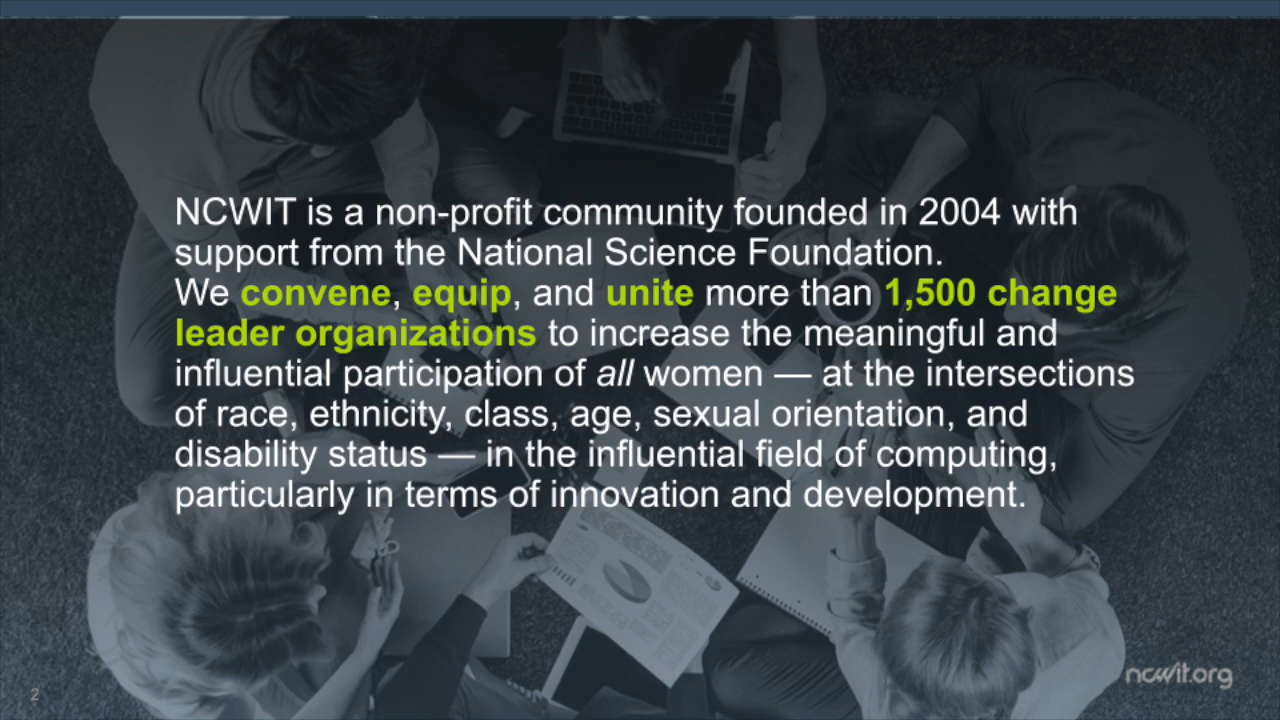 NCWIT is a non-profit community founded in 2004 with
support from the National Science Foundation.
We convene, equip, and unite more than 1,500 change
leader organizations to increase the meaningful and
influential participation of all women — at the intersections
of race, ethnicity, class, age, sexual orientation, and
disability status — in the influential field of computing,
particularly in terms of innovation and development.
ncwit.org
2